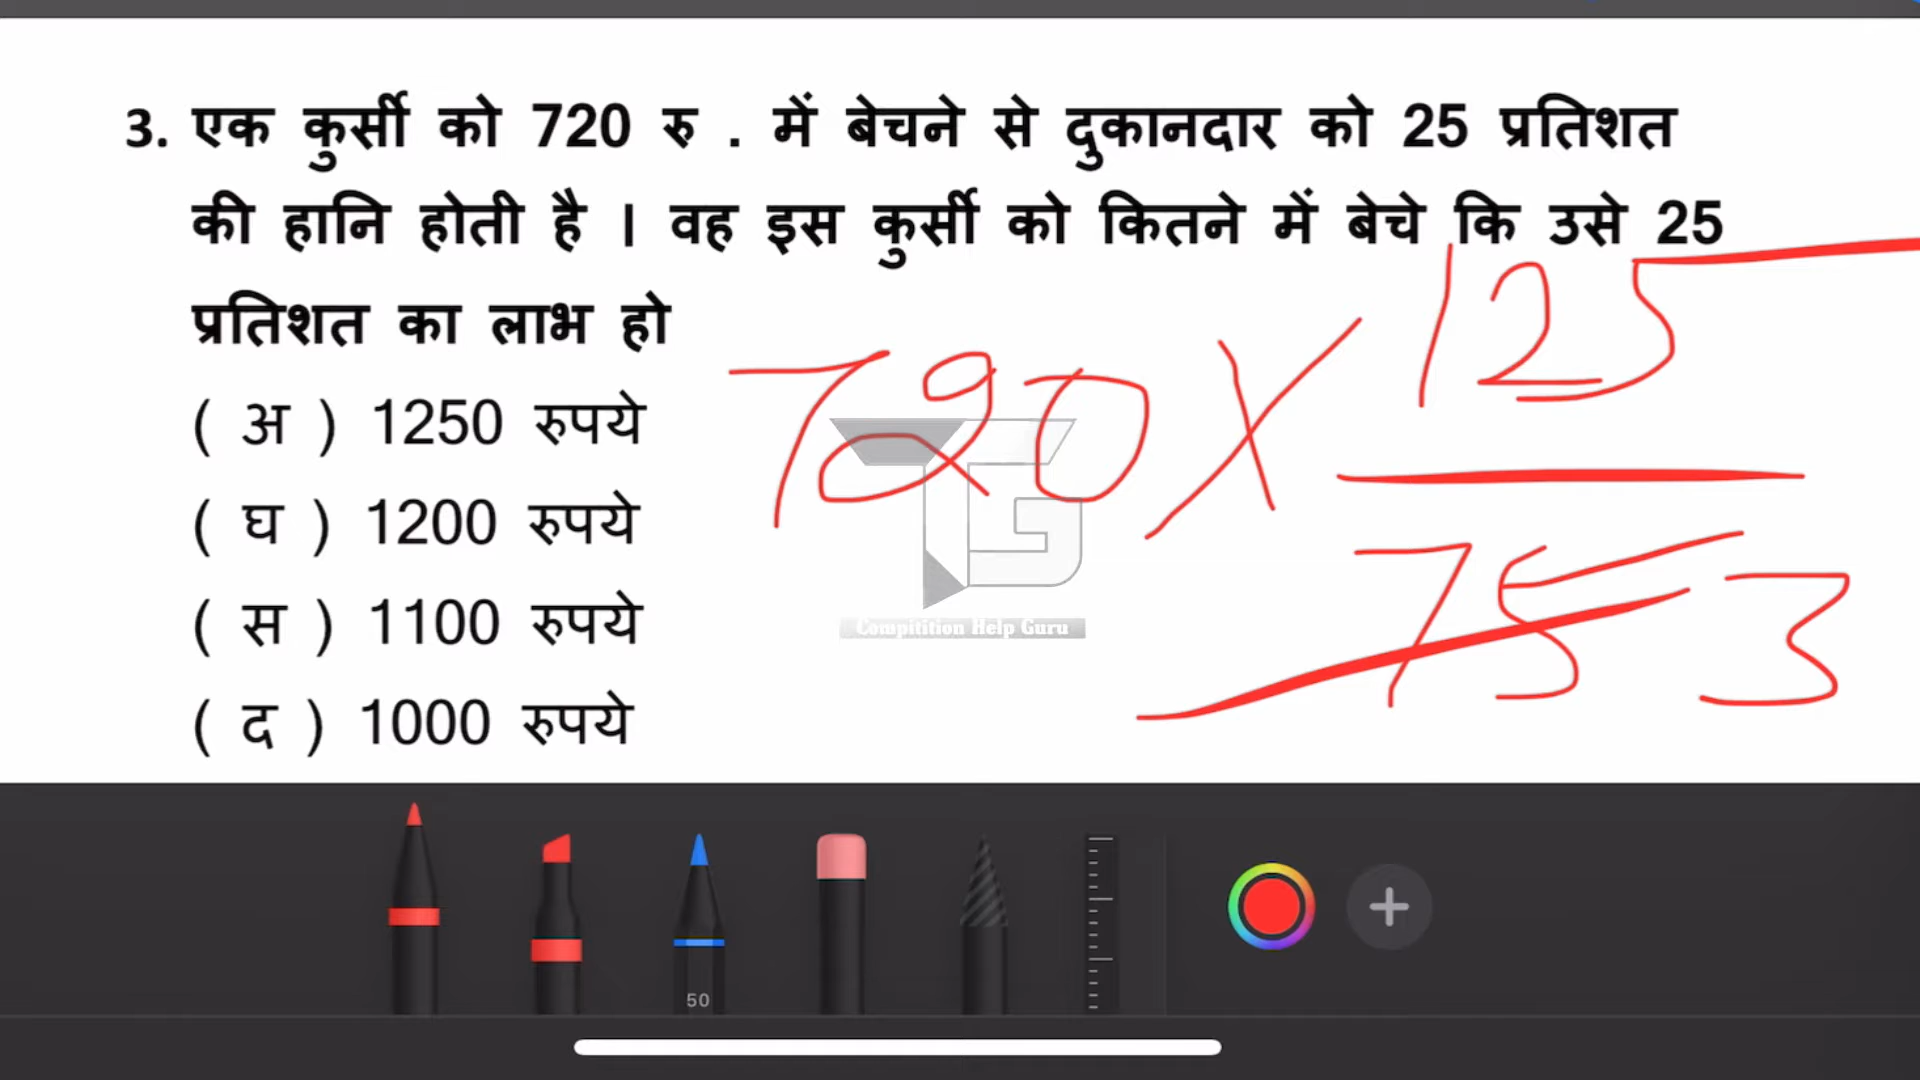 3. एक कुर्सी को 720 रु . में बेचने से दुकानदार को 25 प्रतिशत
की हानि होती है । वह इस कुर्सी को कितने में बेचे कि उसे 25
प्रतिशत का लाभ हो
( अ ) 1250 रुपये
( घ ) 1200 रुपये
( स ) 1100 रुपये
( द ) 1000 रुपये
720 X 125
75 3
TG
Compitition Help Guru
50